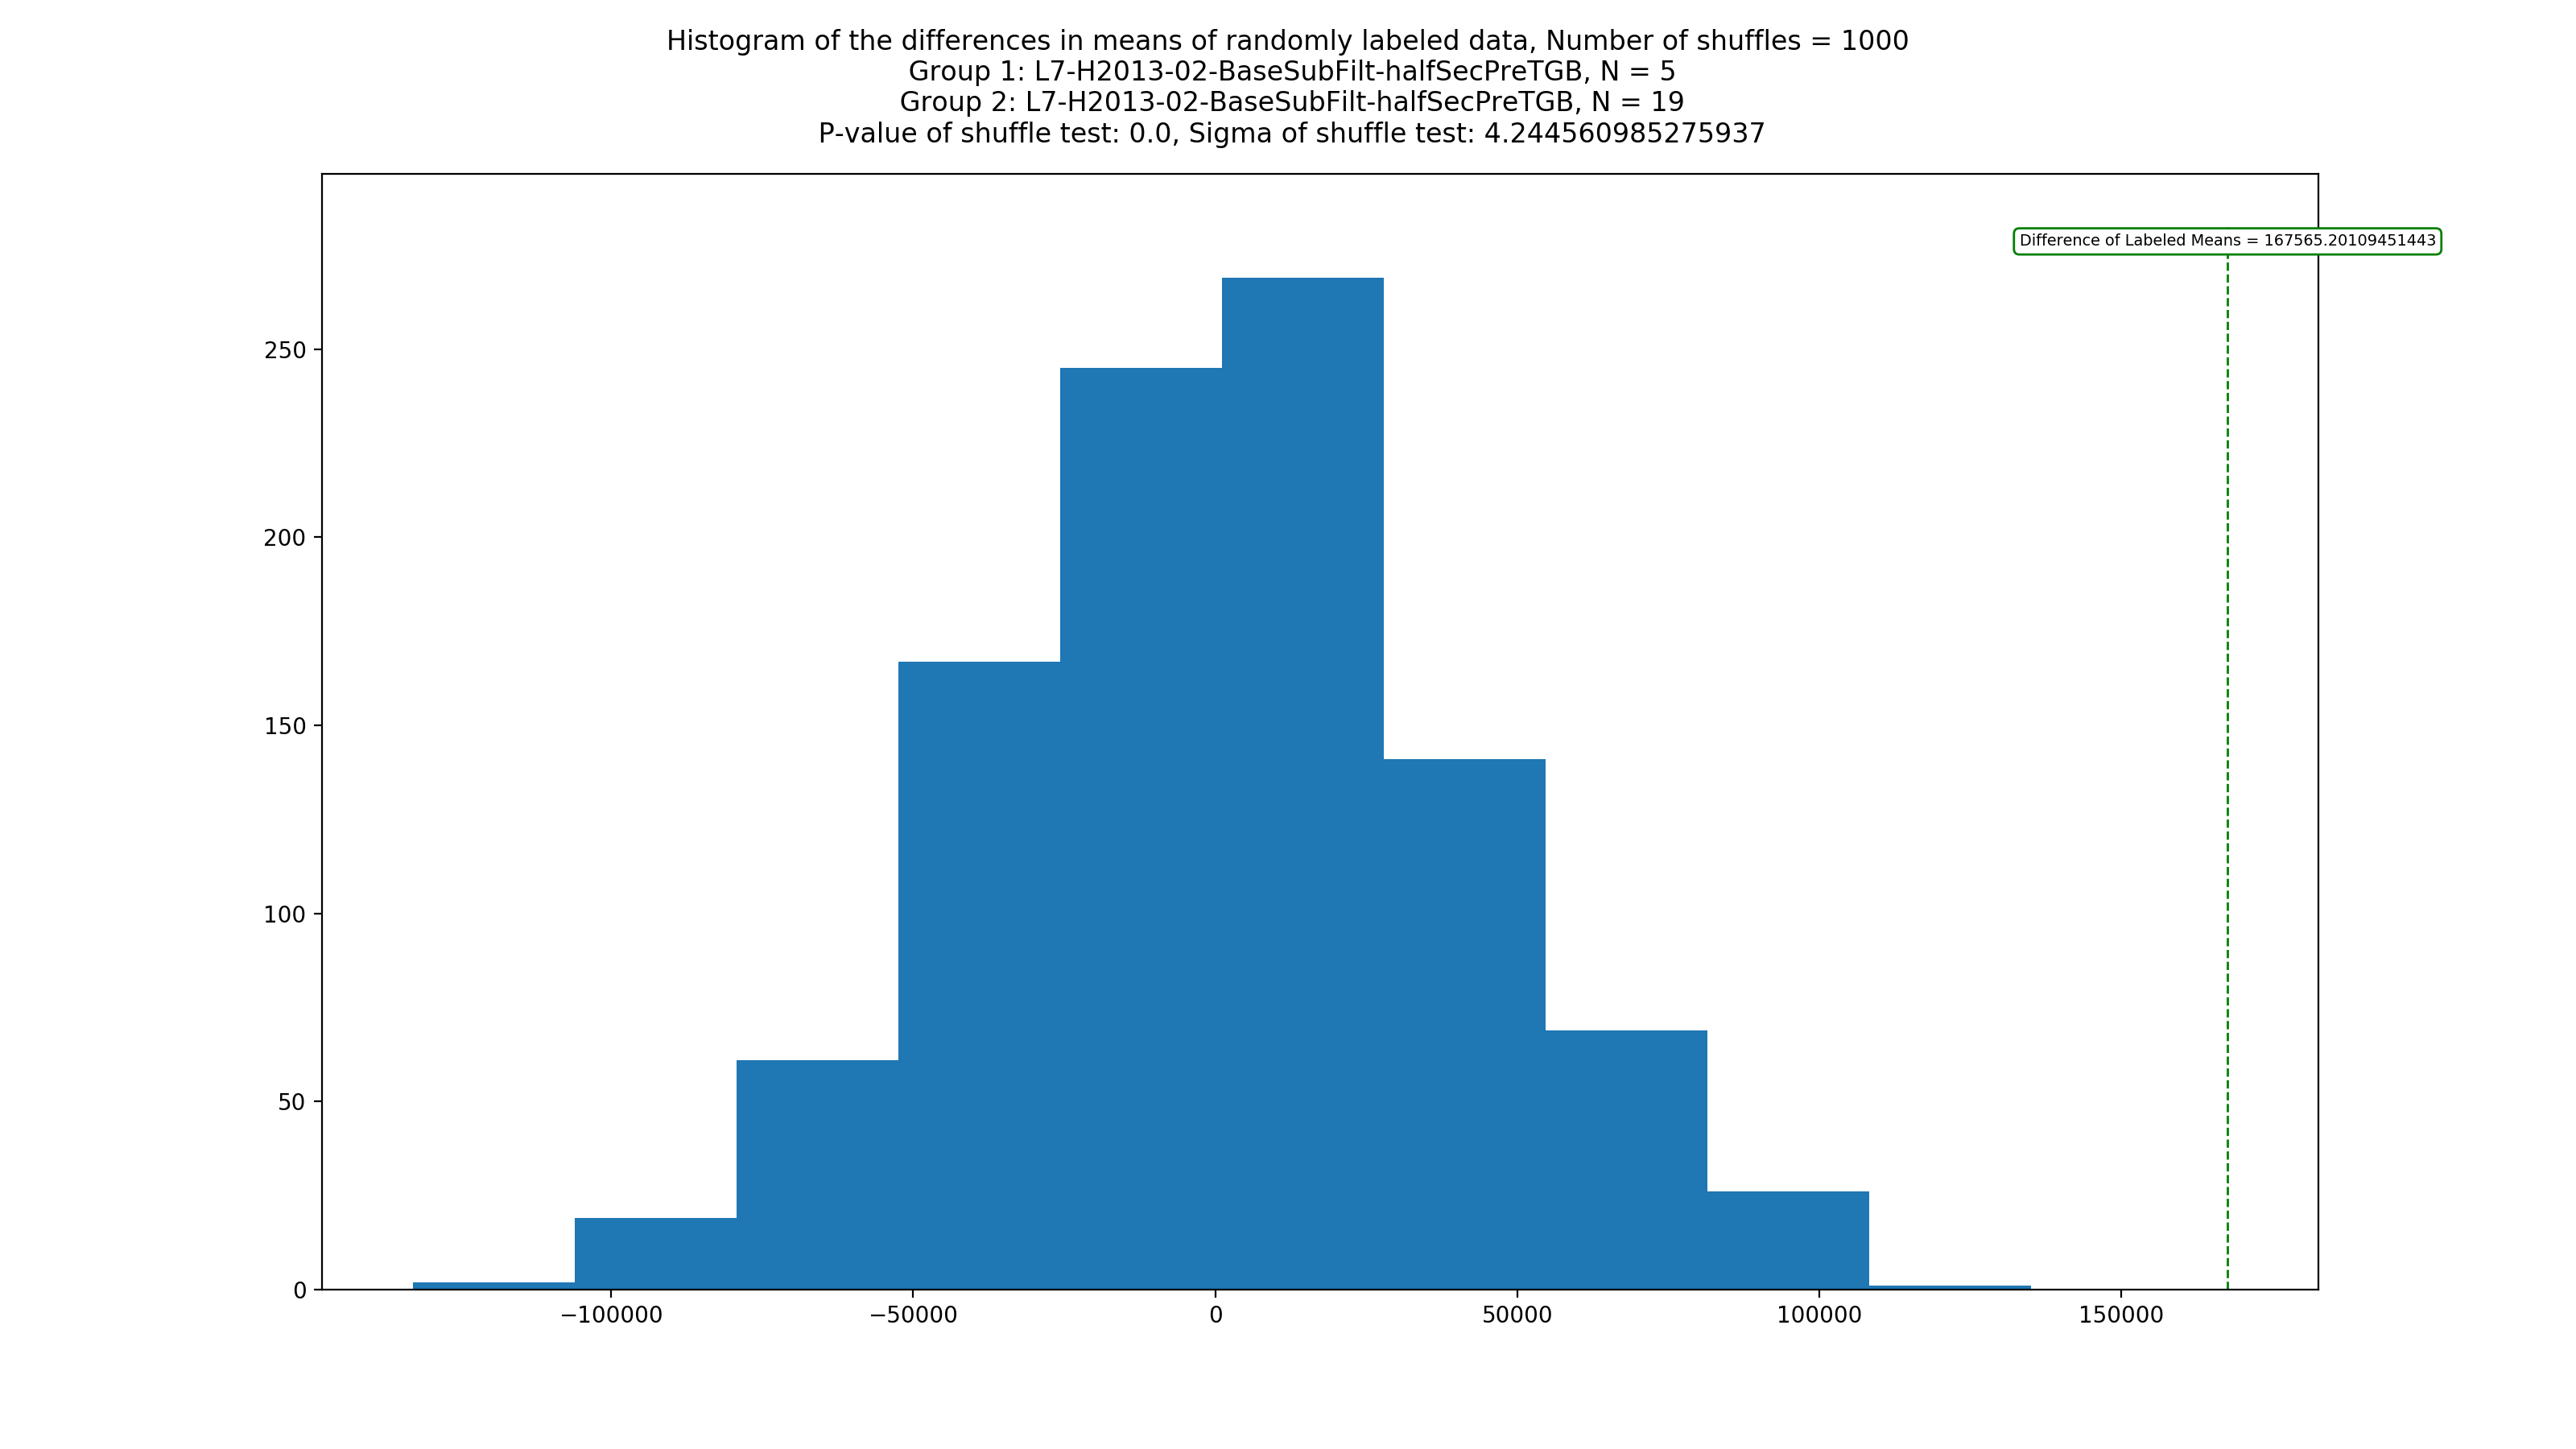 Histogram of the differences in means of randomly labeled data, Number of shuffles = 1000
Group 1: L7-H2013-02-BaseSubFilt-halfSecPreTGB, N = 5
Group 2: L7-H2013-02-BaseSubFilt-halfSecPreTGB, N = 19
P-value of shuffle test: 0.0, Sigma of shuffle test: 4.244560985275937
Difference of Labeled Means = 167565.20109451443
250
200
150
100
50
0
−100000
−50000
0
50000
100000
150000